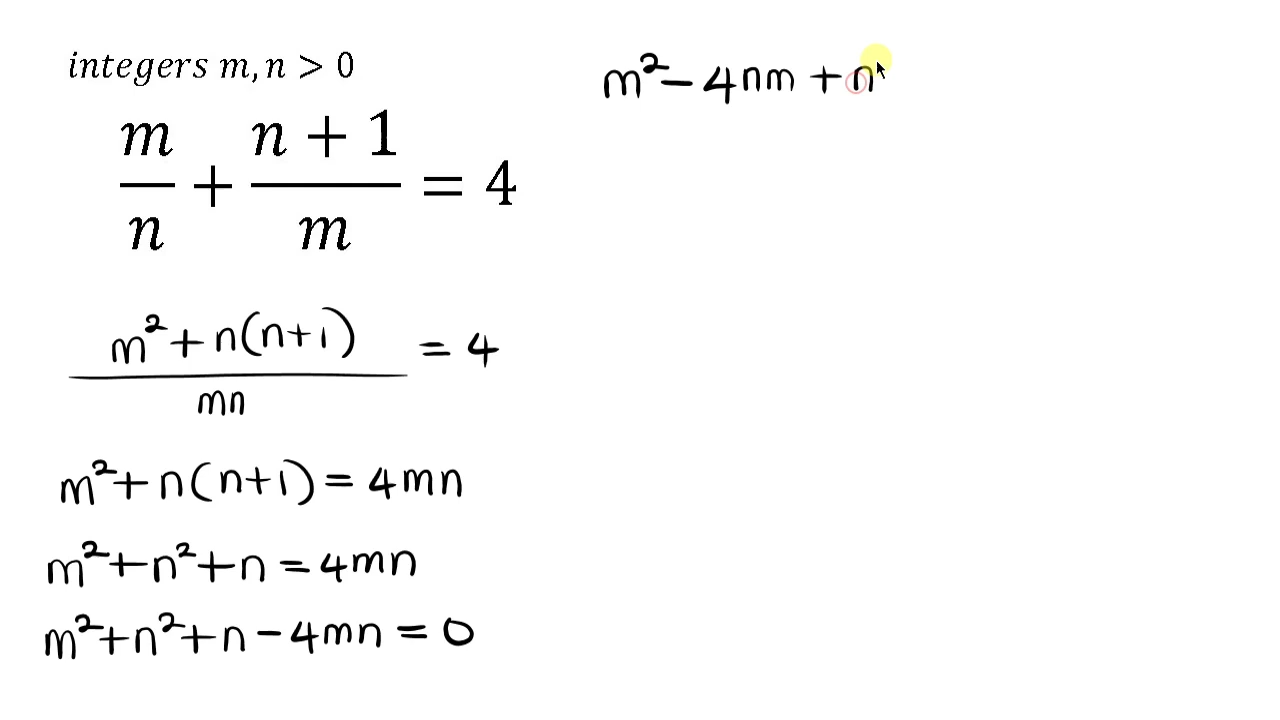 integers m, n > 0
m/n + (n + 1)/m = 4
(m² + n(n+1))/mn = 4
m² + n(n+1) = 4mn
m² + n² + n = 4mn
m² + n² + n − 4mn = 0
m² − 4nm + n